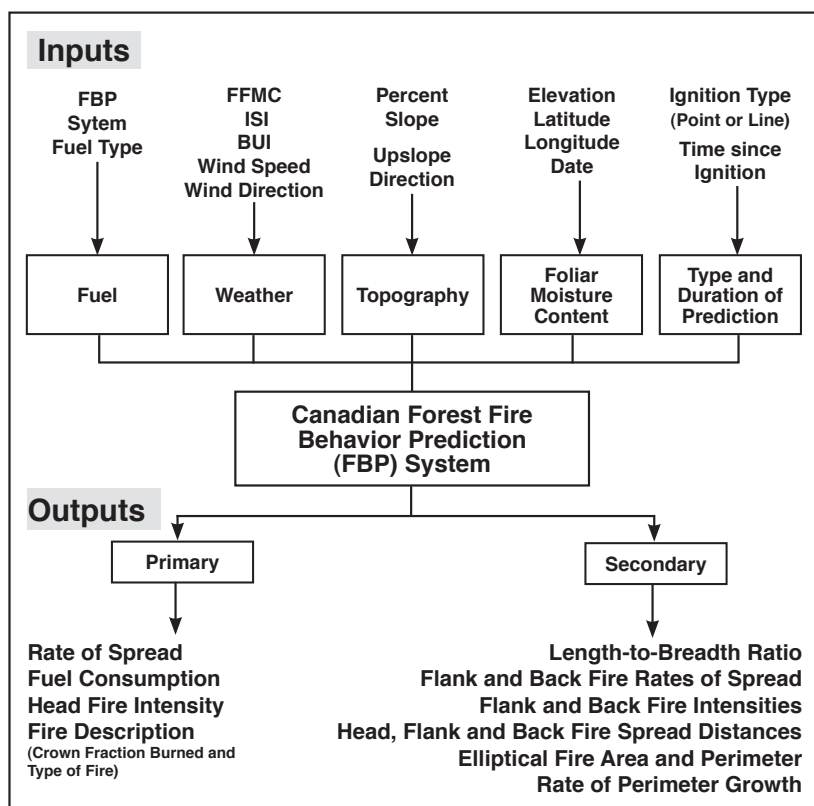 Inputs
FBP
Sytem
Fuel Type
FFMC
ISI
BUI
Wind Speed
Wind Direction
Percent
Slope
Upslope
Direction
Elevation
Latitude
Longitude
Date
Ignition Type
(Point or Line)
Time since
Ignition
Fuel
Weather
Topography
Foliar
Moisture
Content
Type and
Duration of
Prediction
Canadian Forest Fire
Behavior Prediction
(FBP) System
Outputs
Primary
Secondary
Rate of Spread
Fuel Consumption
Head Fire Intensity
Fire Description
(Crown Fraction Burned and
Type of Fire)
Length-to-Breadth Ratio
Flank and Back Fire Rates of Spread
Flank and Back Fire Intensities
Head, Flank and Back Fire Spread Distances
Elliptical Fire Area and Perimeter
Rate of Perimeter Growth